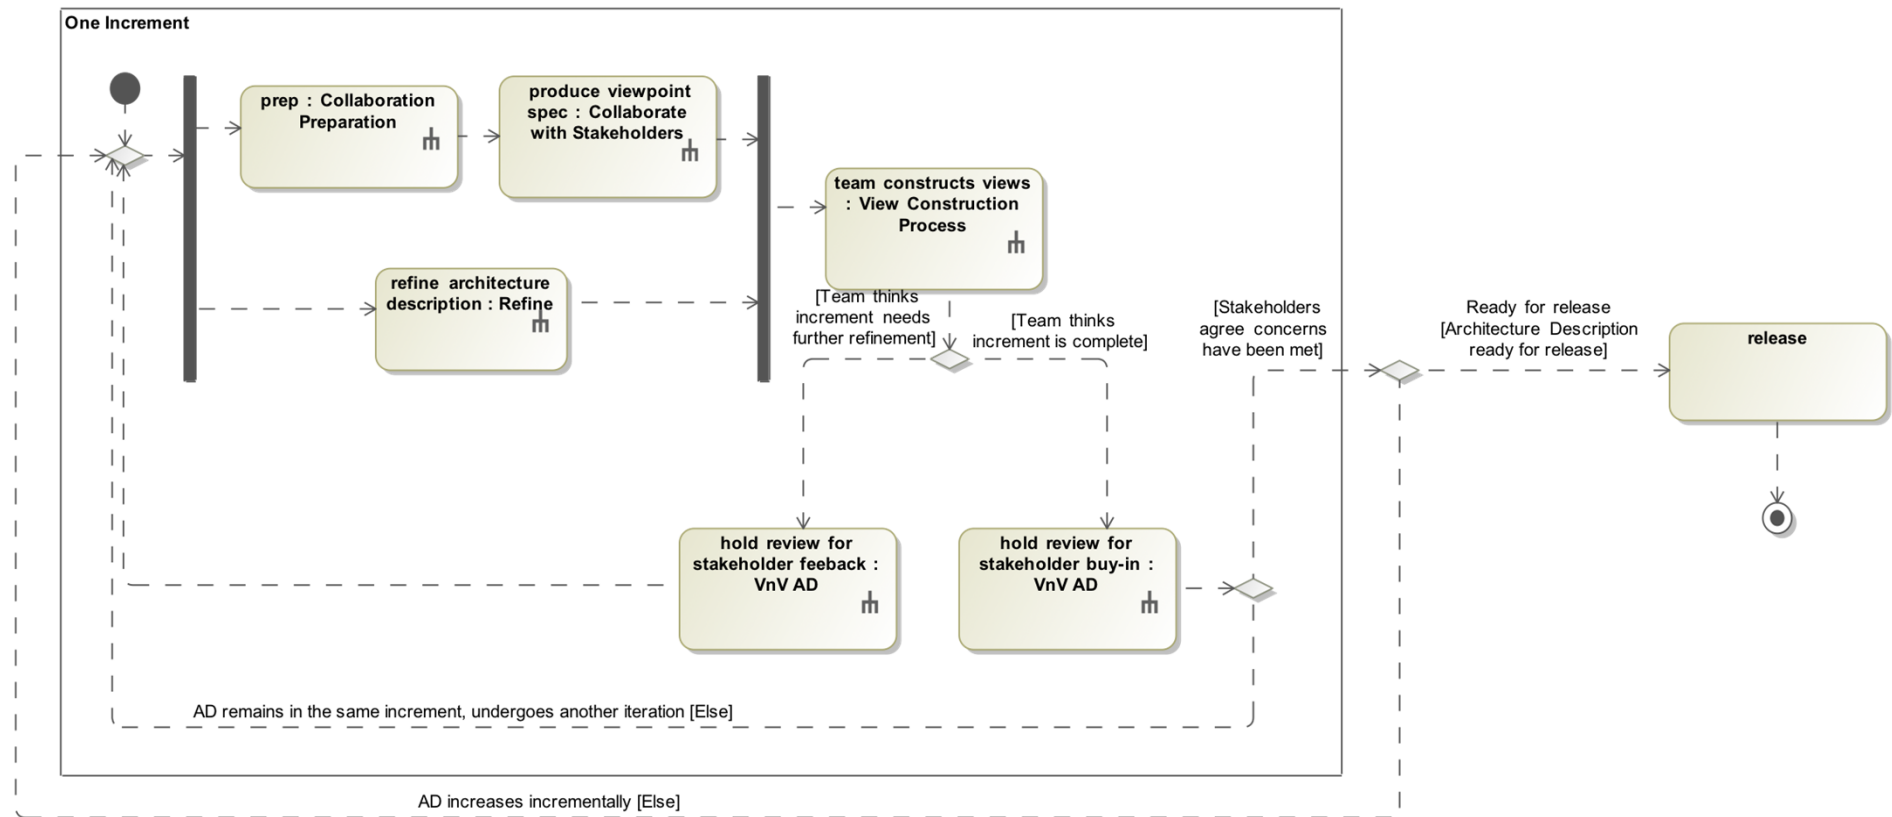 One Increment
prep : Collaboration
Preparation
produce viewpoint
spec : Collaborate
with Stakeholders
team constructs views
: View Construction
Process
refine architecture
description : Refine
[Team thinks
increment needs
further refinement]
[Team thinks
increment is complete]
[Stakeholders
agree concerns
have been met]
Ready for release
[Architecture Description
ready for release]
release
hold review for
stakeholder feeback :
VnV AD
hold review for
stakeholder buy-in :
VnV AD
AD remains in the same increment, undergoes another iteration [Else]
AD increases incrementally [Else]